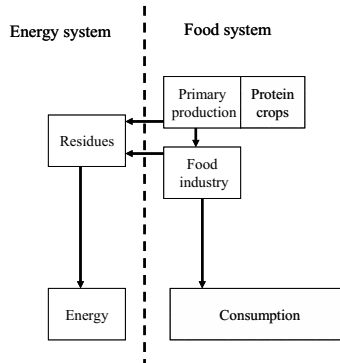 Energy system
Food system
Primary
production
Protein
crops
Residues
Food
industry
Energy
Consumption